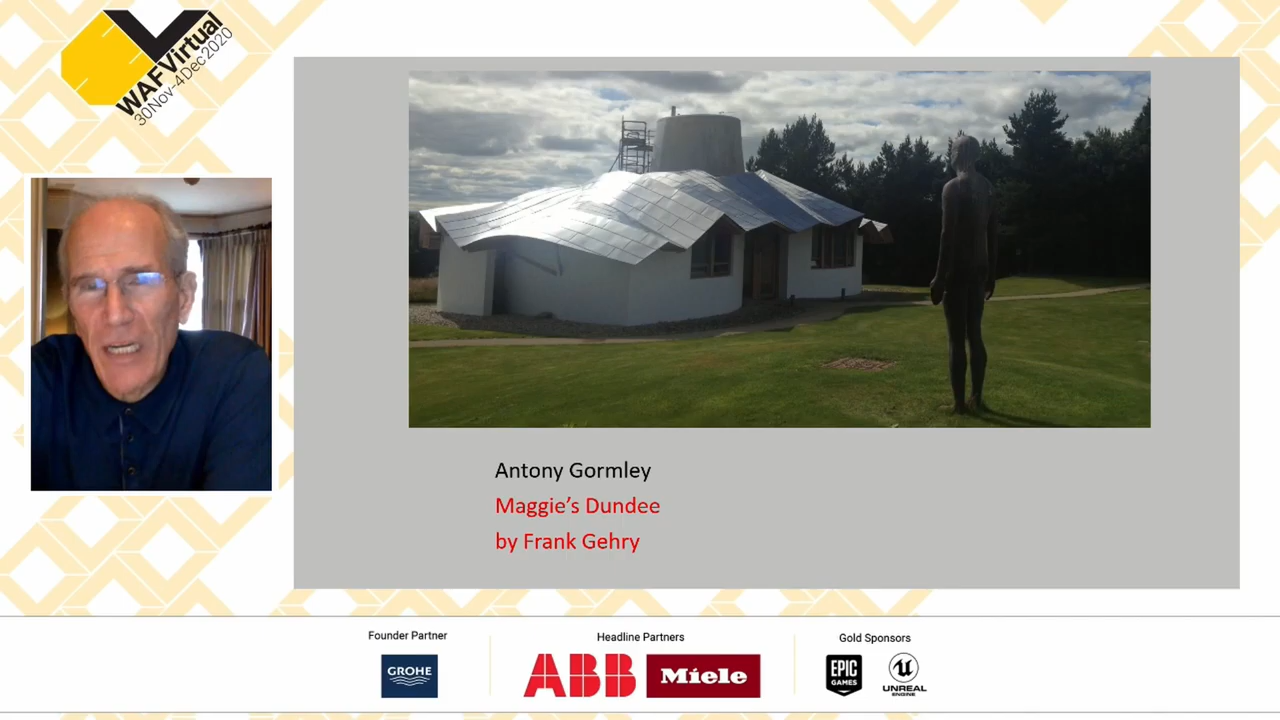 WAFVirtual
30Nov-4Dec2020
Antony Gormley
Maggie’s Dundee
by Frank Gehry
Founder Partner
GROHE
Headline Partners
ABB
Miele
Gold Sponsors
EPIC
GAMES
UNREAL
ENGINE